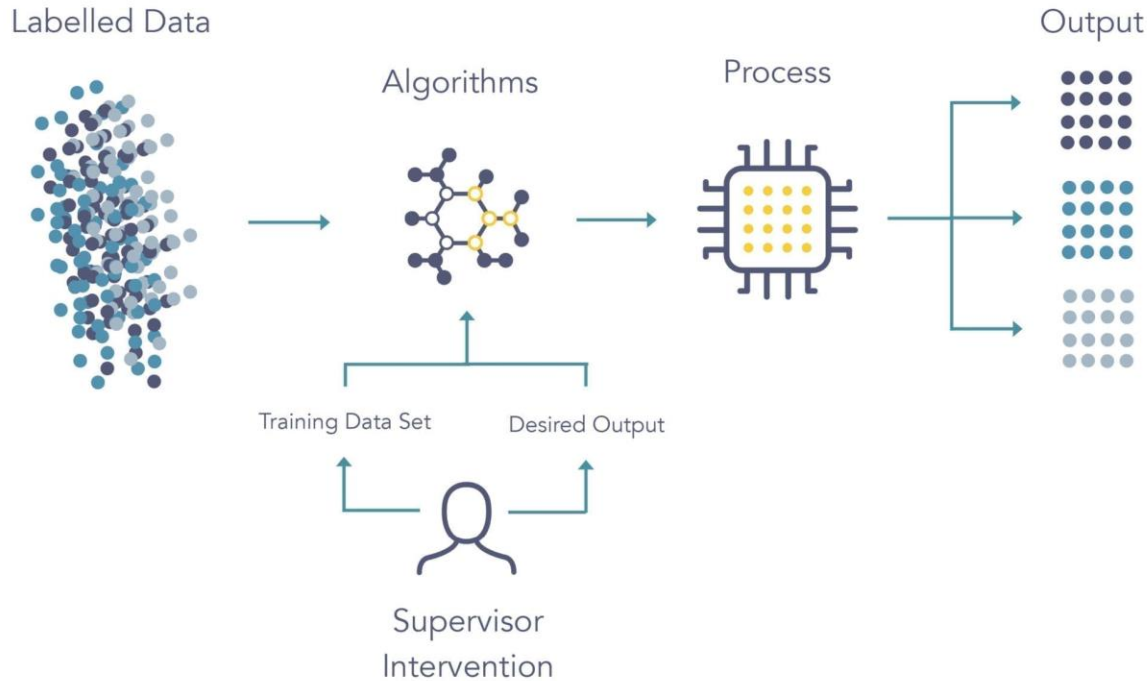 Labelled Data
Output
Algorithms
Process
Training Data Set
Desired Output
Supervisor
Intervention